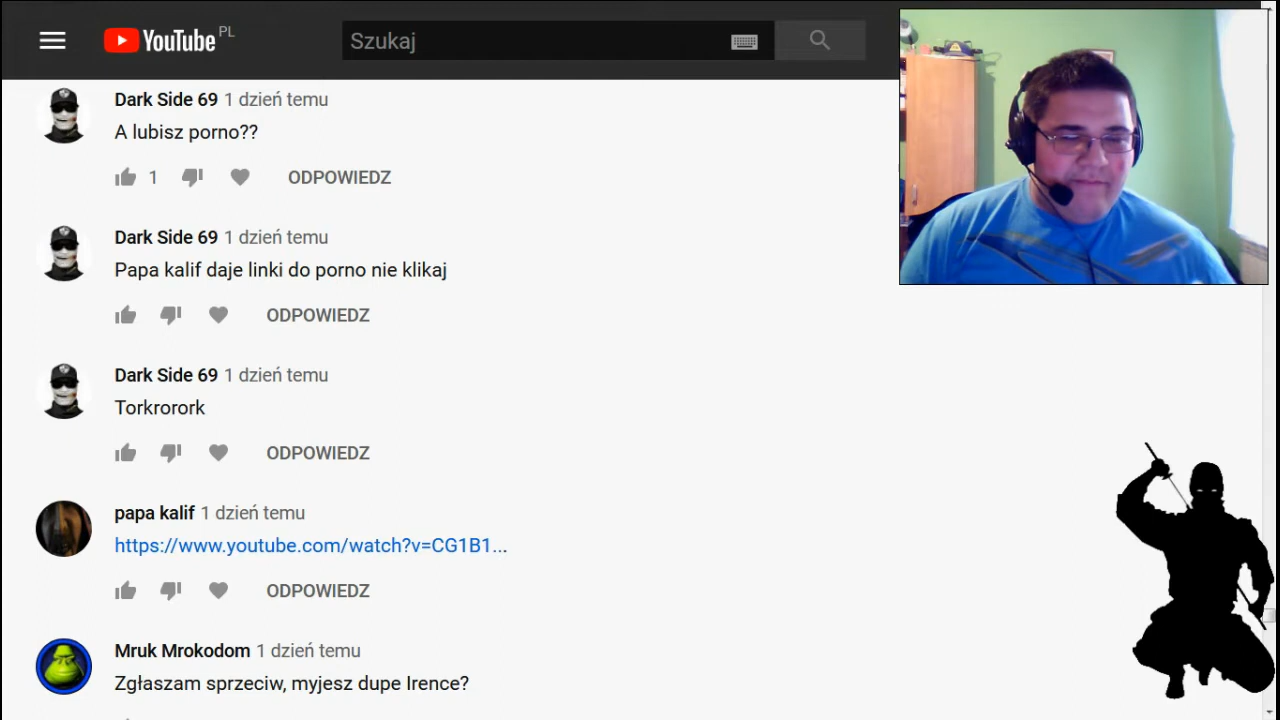 YouTube PL
Szukaj
Dark Side 69 1 dzień temu
A lubisz porno??
1 ODPOWIEDZ
Dark Side 69 1 dzień temu
Papa kalif daje linki do porno nie klikaj
ODPOWIEDZ
Dark Side 69 1 dzień temu
Torkrorork
ODPOWIEDZ
papa kalif 1 dzień temu
https://www.youtube.com/watch?v=CG1B1...
ODPOWIEDZ
Mruk Mrokodom 1 dzień temu
Zgłaszam sprzeciw, myjesz dupe Irence?